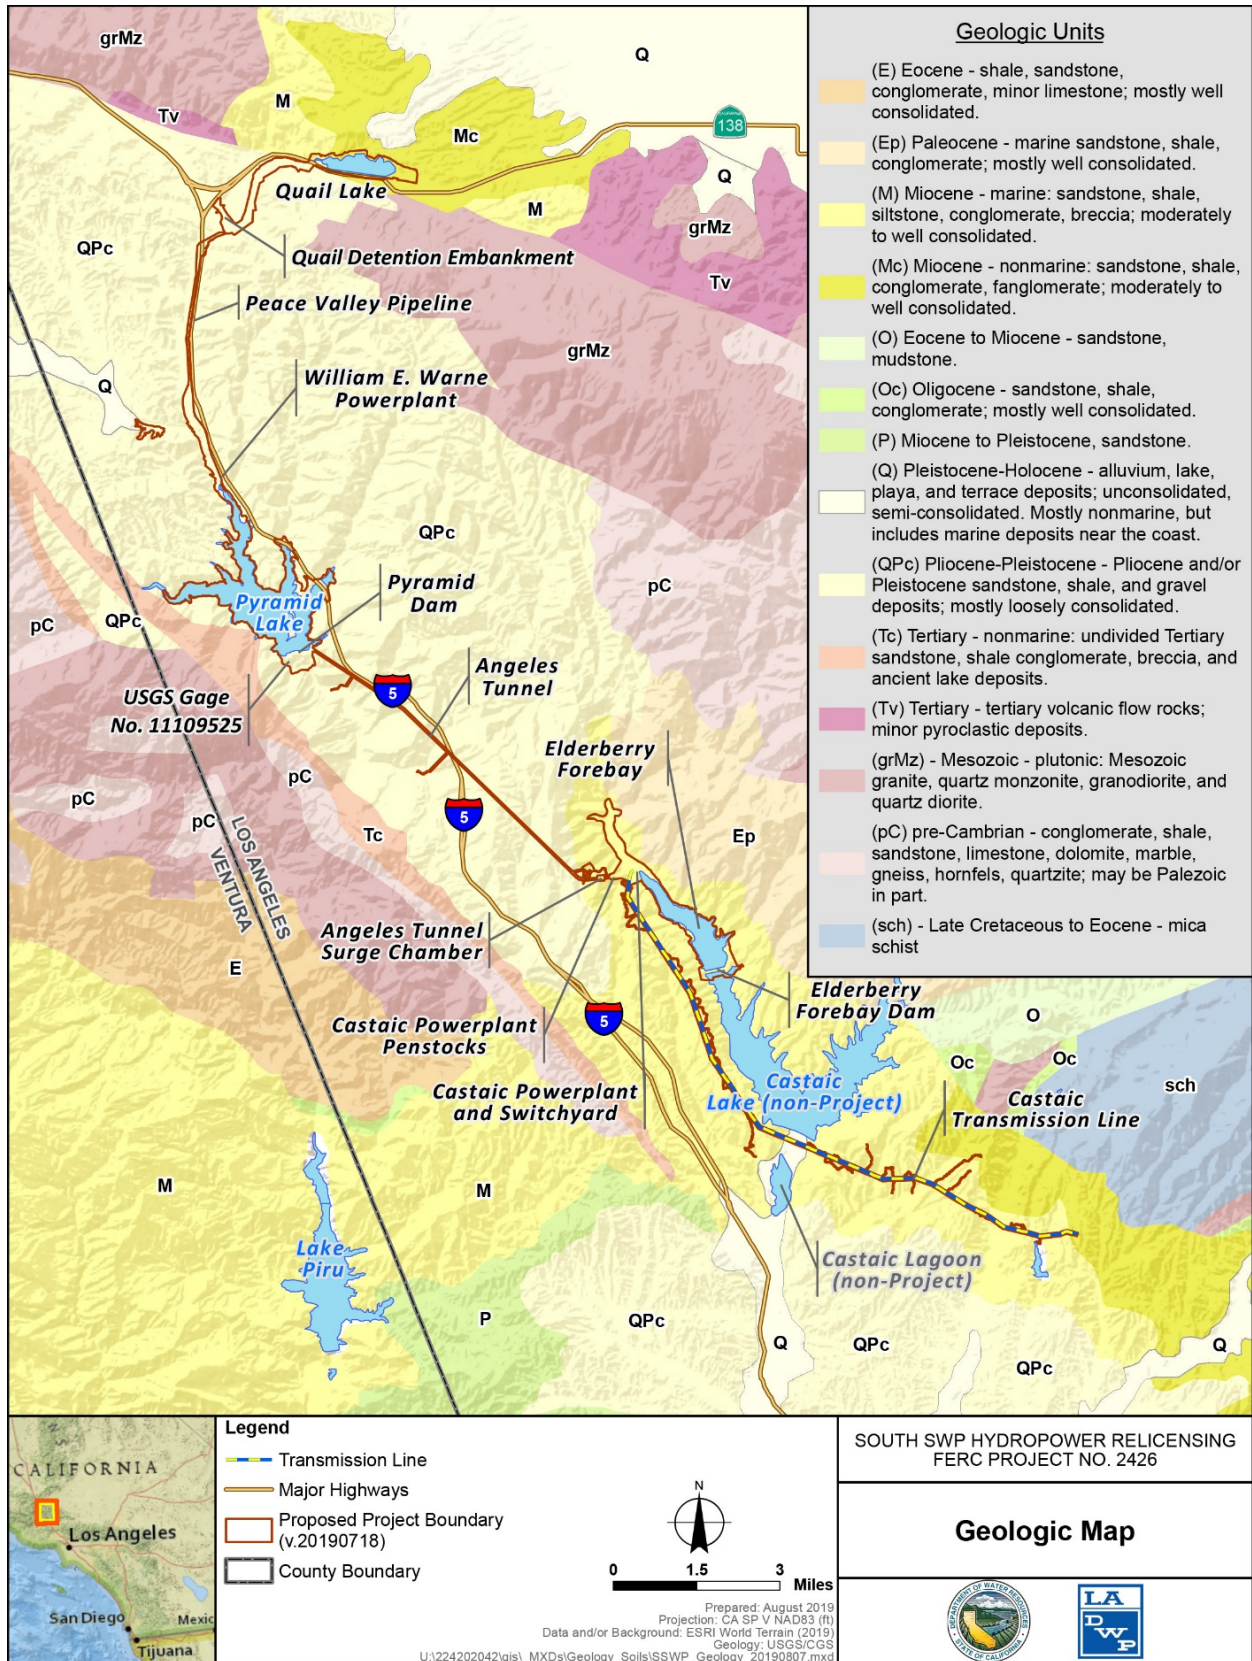 grMz
Q
Tv
M
Mc
138
Quail Lake
M
Q
grMz
Tv
QPc
Quail Detention Embankment
Peace Valley Pipeline
grMz
William E. Warne
Powerplant
Q
QPc
pC
Pyramid
Dam
Pyramid
Lake
QPc
pC
Angeles
Tunnel
5
USGS Gage
No. 11109525
Elderberry
Forebay
pC
pC
pC
5
Tc
Ep
LOS ANGELES
VENTURA
Angeles Tunnel
Surge Chamber
E
Elderberry
Forebay Dam
5
Castaic Powerplant
Penstocks
O
Oc
Oc
sch
Castaic
Lake (non-Project)
Castaic Powerplant
and Switchyard
Castaic
Transmission Line
M
M
Lake
Piru
Castaic Lagoon
(non-Project)
P
QPc
Q
QPc
QPc
Q
Geologic Units
(E) Eocene - shale, sandstone,
conglomerate, minor limestone; mostly well
consolidated.
(Ep) Paleocene - marine sandstone, shale,
conglomerate; mostly well consolidated.
(M) Miocene - marine: sandstone, shale,
siltstone, conglomerate, breccia; moderately
to well consolidated.
(Mc) Miocene - nonmarine: sandstone, shale,
conglomerate, fanglomerate; moderately to
well consolidated.
(O) Eocene to Miocene - sandstone,
mudstone.
(Oc) Oligocene - sandstone, shale,
conglomerate; mostly well consolidated.
(P) Miocene to Pleistocene, sandstone.
(Q) Pleistocene-Holocene - alluvium, lake,
playa, and terrace deposits; unconsolidated,
semi-consolidated. Mostly nonmarine, but
includes marine deposits near the coast.
(QPc) Pliocene-Pleistocene - Pliocene and/or
Pleistocene sandstone, shale, and gravel
deposits; mostly loosely consolidated.
(Tc) Tertiary - nonmarine: undivided Tertiary
sandstone, shale conglomerate, breccia, and
ancient lake deposits.
(Tv) Tertiary - tertiary volcanic flow rocks;
minor pyroclastic deposits.
(grMz) - Mesozoic - plutonic: Mesozoic
granite, quartz monzonite, granodiorite, and
quartz diorite.
(pC) pre-Cambrian - conglomerate, shale,
sandstone, limestone, dolomite, marble,
gneiss, hornfels, quartzite; may be Palezoic
in part.
(sch) - Late Cretaceous to Eocene - mica
schist
CALIFORNIA
Los Angeles
San Diego
Mexic
Tijuana
Legend
Transmission Line
Major Highways
Proposed Project Boundary
(v.20190718)
County Boundary
N
0 1.5 3
Miles
Prepared: August 2019
Projection: CA SP V NAD83 (ft)
Data and/or Background: ESRI World Terrain (2019)
Geology: USGS/CGS
U:\224202042\gis\_MXDs\Geology_Soils\SSWP_Geology_20190807.mxd
SOUTH SWP HYDROPOWER RELICENSING
FERC PROJECT NO. 2426
Geologic Map
DEPARTMENT OF WATER RESOURCES
STATE OF CALIFORNIA
LA
DWP